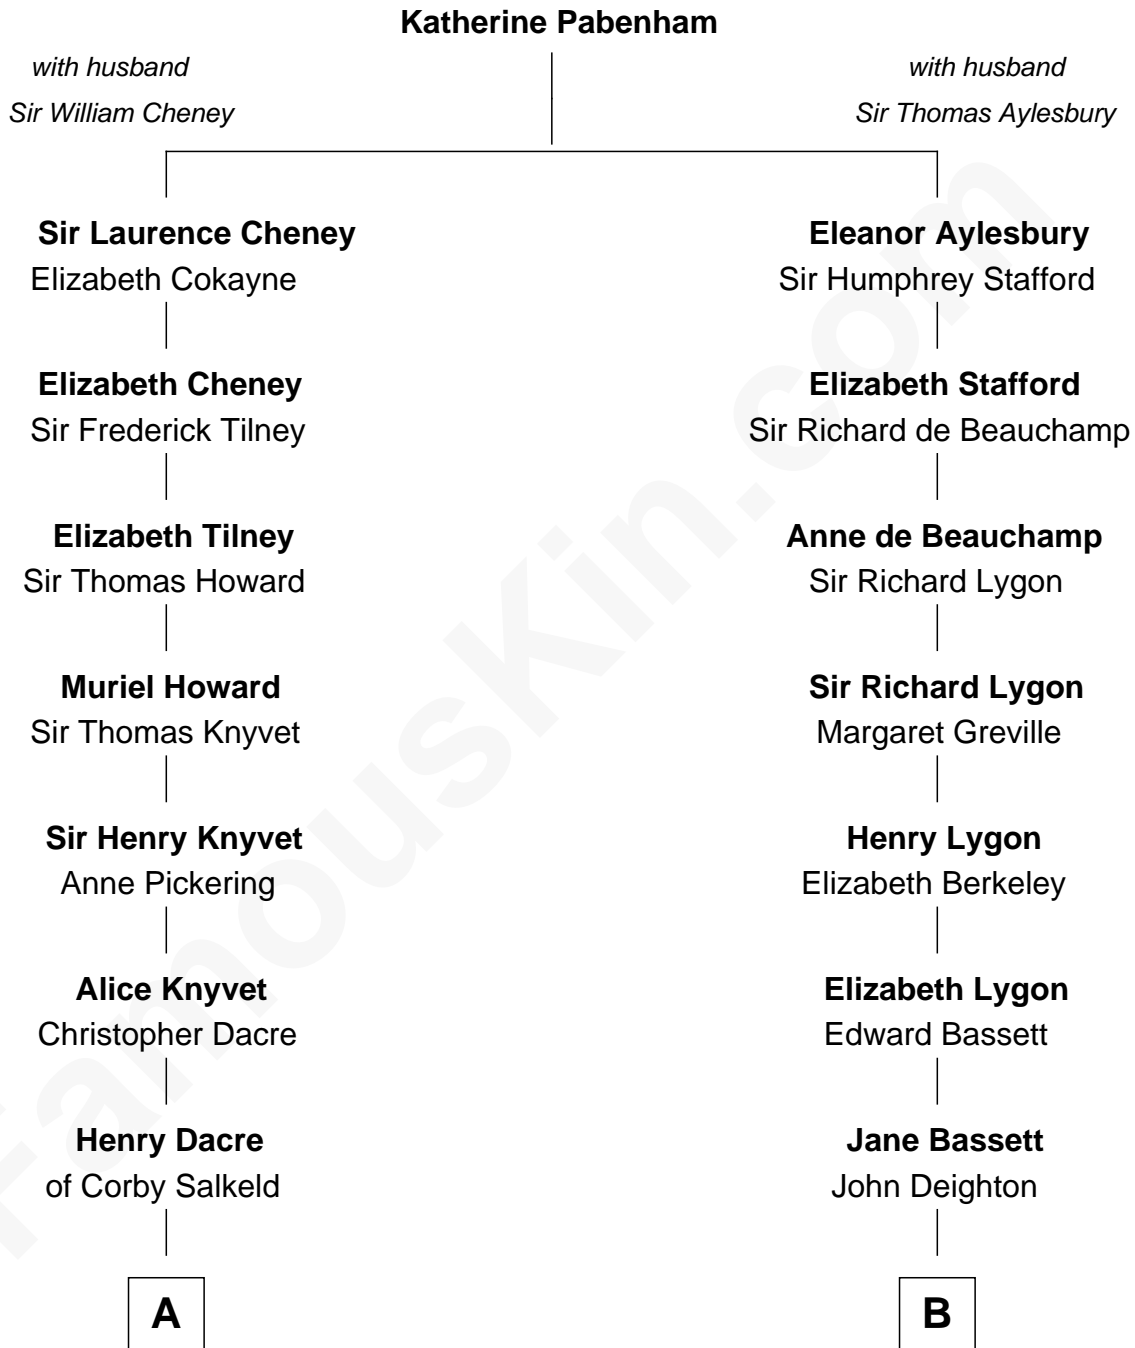 Katherine Pabenham
with husband
Sir William Cheney
with husband
Sir Thomas Aylesbury
Sir Laurence Cheney
Elizabeth Cokayne
Eleanor Aylesbury
Sir Humphrey Stafford
Elizabeth Cheney
Sir Frederick Tilney
Elizabeth Stafford
Sir Richard de Beauchamp
Elizabeth Tilney
Sir Thomas Howard
Anne de Beauchamp
Sir Richard Lygon
Muriel Howard
Sir Thomas Knyvet
Sir Richard Lygon
Margaret Greville
Sir Henry Knyvet
Anne Pickering
Henry Lygon
Elizabeth Berkeley
Alice Knyvet
Christopher Dacre
Elizabeth Lygon
Edward Bassett
Henry Dacre
of Corby Salkeld
Jane Bassett
John Deighton
A
B
FamousKin.com